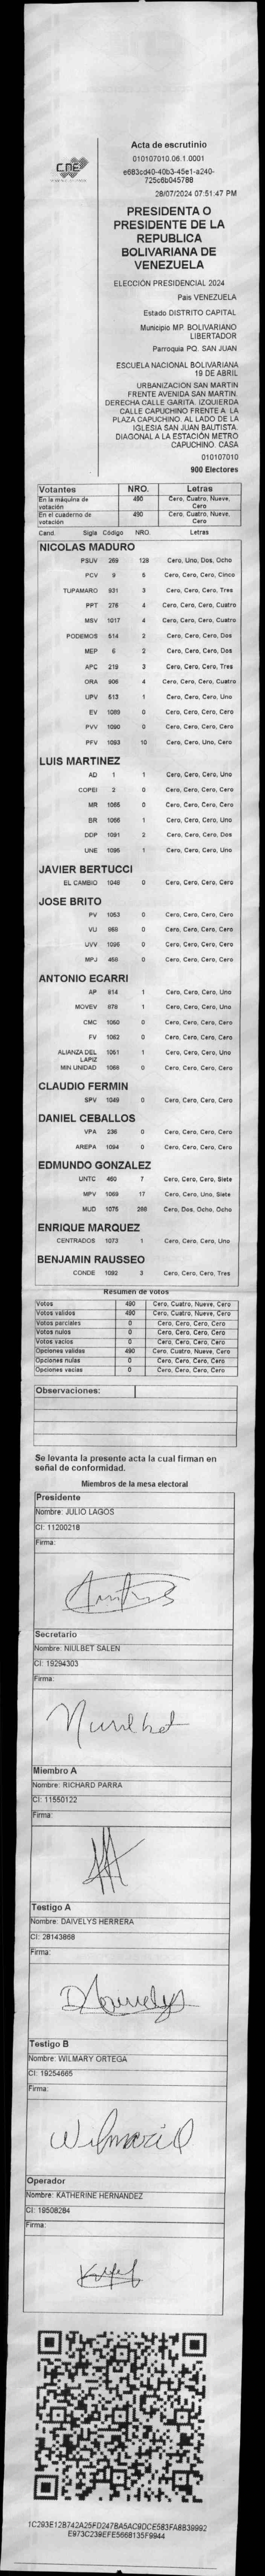 CNE
Acta de escrutinio
010107010.06.1.0001
e683cd40-40b3-45e1-a240-
725c6b045788
28/07/2024 07:51:47 PM
PRESIDENTA O
PRESIDENTE DE LA
REPUBLICA
BOLIVARIANA DE
VENEZUELA
ELECCIÓN PRESIDENCIAL 2024
Pais VENEZUELA
Estado DISTRITO CAPITAL
Municipio MP. BOLIVARIANO
LIBERTADOR
Parroquia PQ. SAN JUAN
ESCUELA NACIONAL BOLIVARIANA
19 DE ABRIL
URBANIZACION SAN MARTIN
FRENTE AVENIDA SAN MARTIN.
DERECHA CALLE GARITA. IZQUIERDA
CALLE CAPUCHINO FRENTE A LA
PLAZA CAPUCHINO. AL LADO DE LA
IGLESIA SAN JUAN BAUTISTA.
DIAGONAL A LA ESTACIÓN METRO
CAPUCHINO. CASA
010107010
900 Electores
Votantes NRO. Letras
En la máquina de votación 490 Cero, Cuatro, Nueve, Cero
En el cuaderno de votación 490 Cero, Cuatro, Nueve, Cero
Cand. Sigla Código NRO. Letras
NICOLAS MADURO
PSUV 269 128 Cero, Uno, Dos, Ocho
PCV 9 5 Cero, Cero, Cero, Cinco
TUPAMARO 931 3 Cero, Cero, Cero, Tres
PPT 276 4 Cero, Cero, Cero, Cuatro
MSV 1017 4 Cero, Cero, Cero, Cuatro
PODEMOS 514 2 Cero, Cero, Cero, Dos
MEP 6 2 Cero, Cero, Cero, Dos
APC 219 3 Cero, Cero, Cero, Tres
ORA 906 4 Cero, Cero, Cero, Cuatro
UPV 513 1 Cero, Cero, Cero, Uno
EV 1089 0 Cero, Cero, Cero, Cero
PVV 1090 0 Cero, Cero, Cero, Cero
PFV 1093 10 Cero, Cero, Uno, Cero
LUIS MARTINEZ
AD 1 1 Cero, Cero, Cero, Uno
COPEI 2 0 Cero, Cero, Cero, Cero
MR 1065 0 Cero, Cero, Cero, Cero
BR 1066 1 Cero, Cero, Cero, Uno
DDP 1091 2 Cero, Cero, Cero, Dos
UNE 1095 1 Cero, Cero, Cero, Uno
JAVIER BERTUCCI
EL CAMBIO 1048 0 Cero, Cero, Cero, Cero
JOSE BRITO
PV 1053 0 Cero, Cero, Cero, Cero
VU 969 0 Cero, Cero, Cero, Cero
UVV 1096 0 Cero, Cero, Cero, Cero
MPJ 456 0 Cero, Cero, Cero, Cero
ANTONIO ECARRI
AP 814 1 Cero, Cero, Cero, Uno
MOVEV 678 1 Cero, Cero, Cero, Uno
CMC 1060 0 Cero, Cero, Cero, Cero
FV 1062 0 Cero, Cero, Cero, Cero
ALIANZA DEL LAPIZ 1051 1 Cero, Cero, Cero, Uno
MIN UNIDAD 1068 0 Cero, Cero, Cero, Cero
CLAUDIO FERMIN
SPV 1049 0 Cero, Cero, Cero, Cero
DANIEL CEBALLOS
VPA 236 0 Cero, Cero, Cero, Cero
AREPA 1094 0 Cero, Cero, Cero, Cero
EDMUNDO GONZALEZ
UNTC 460 7 Cero, Cero, Cero, Siete
MPV 1069 17 Cero, Cero, Uno, Siete
MUD 1075 288 Cero, Dos, Ocho, Ocho
ENRIQUE MARQUEZ
CENTRADOS 1073 1 Cero, Cero, Cero, Uno
BENJAMIN RAUSSEO
CONDE 1092 3 Cero, Cero, Cero, Tres
Resumen de votos
Votos 490 Cero, Cuatro, Nueve, Cero
Votos validos 490 Cero, Cuatro, Nueve, Cero
Votos parciales 0 Cero, Cero, Cero, Cero
Votos nulos 0 Cero, Cero, Cero, Cero
Votos vacios 0 Cero, Cero, Cero, Cero
Opciones validas 490 Cero, Cuatro, Nueve, Cero
Opciones nulas 0 Cero, Cero, Cero, Cero
Opciones vacias 0 Cero, Cero, Cero, Cero
Observaciones:
Se levanta la presente acta la cual firman en
señal de conformidad.
Miembros de la mesa electoral
Presidente
Nombre: JULIO LAGOS
CI: 11200218
Firma:
Secretario
Nombre: NIULBET SALEN
CI: 19294303
Firma:
Miembro A
Nombre: RICHARD PARRA
CI: 11550122
Firma:
Testigo A
Nombre: DAIVELYS HERRERA
CI: 28143868
Firma:
Testigo B
Nombre: WILMARY ORTEGA
CI: 19254665
Firma:
Operador
Nombre: KATHERINE HERNANDEZ
CI: 19508284
Firma:
1C293E12B742A25FD247BA5AC9DCE583FA8B39992
E973C239EFE5668135F9944